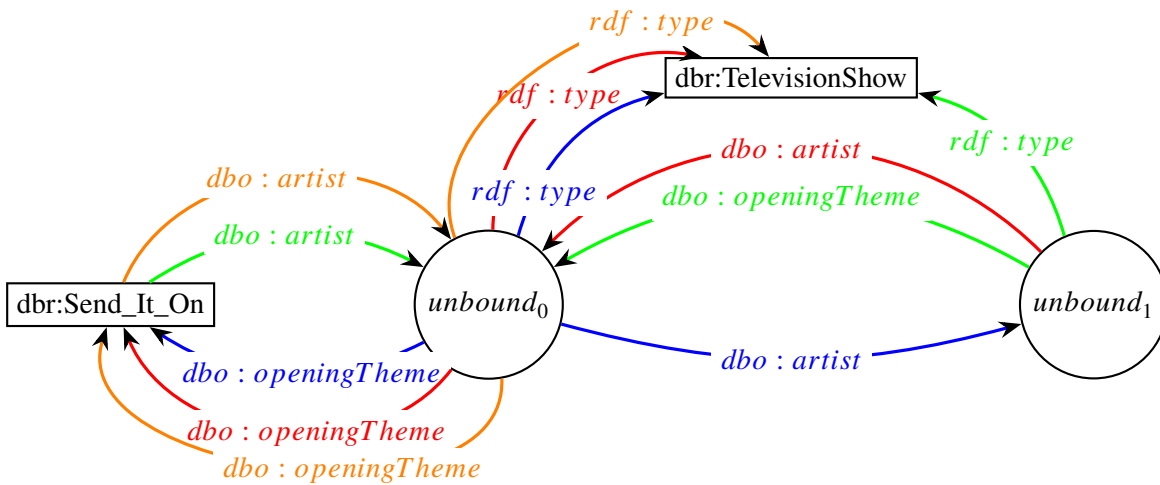 rdf : type
dbr:TelevisionShow
rdf : type
rdf : type
dbo : artist
rdf : type
dbo : artist
dbo : openingTheme
dbo : artist
dbr:Send_It_On
unbound₀
unbound₁
dbo : artist
dbo : openingTheme
dbo : openingTheme
dbo : openingTheme